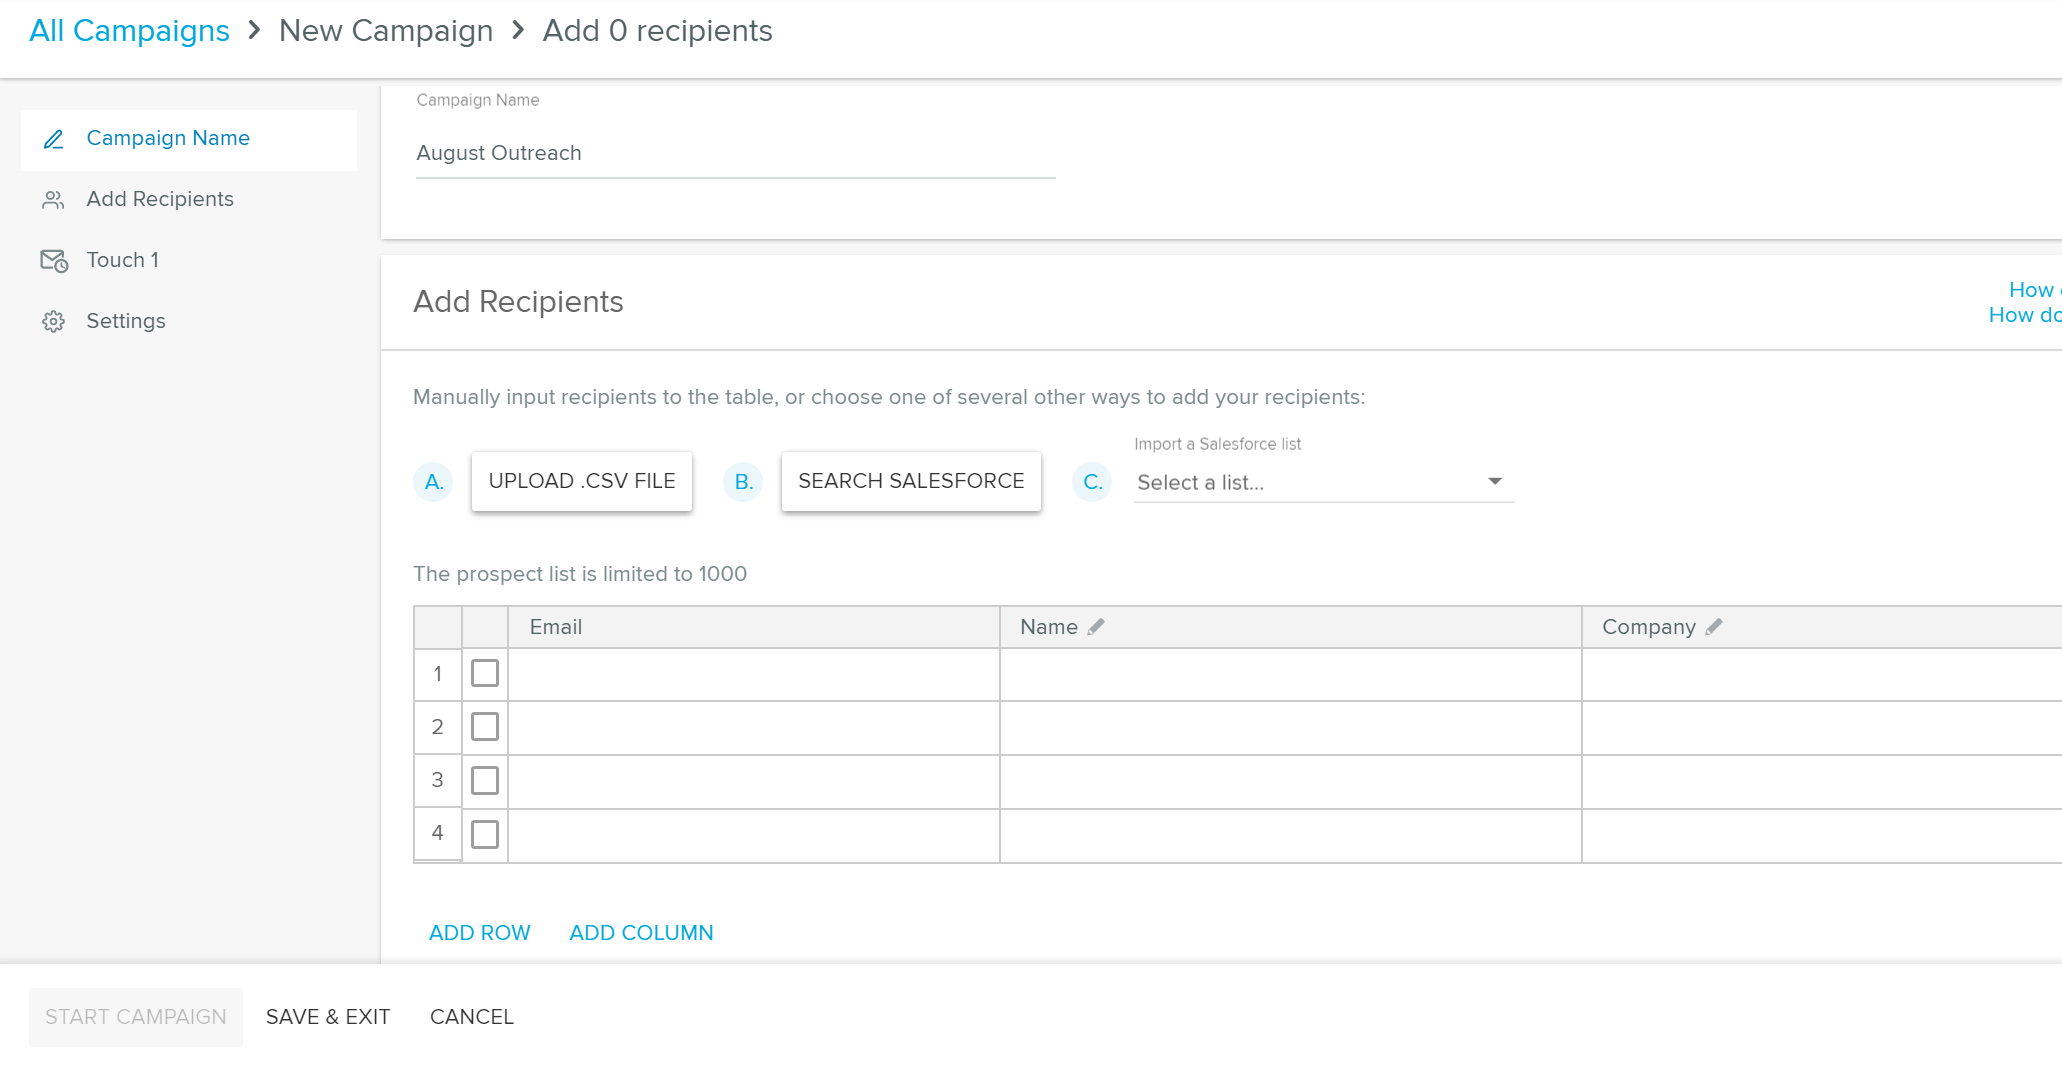 All Campaigns > New Campaign > Add 0 recipients
Campaign Name
Add Recipients
Touch 1
Settings
Campaign Name
August Outreach
Add Recipients
How
How do
Manually input recipients to the table, or choose one of several other ways to add your recipients:
A. UPLOAD .CSV FILE B. SEARCH SALESFORCE C. Import a Salesforce list
Select a list...
The prospect list is limited to 1000
Email Name Company
1
2
3
4
ADD ROW ADD COLUMN
START CAMPAIGN SAVE & EXIT CANCEL